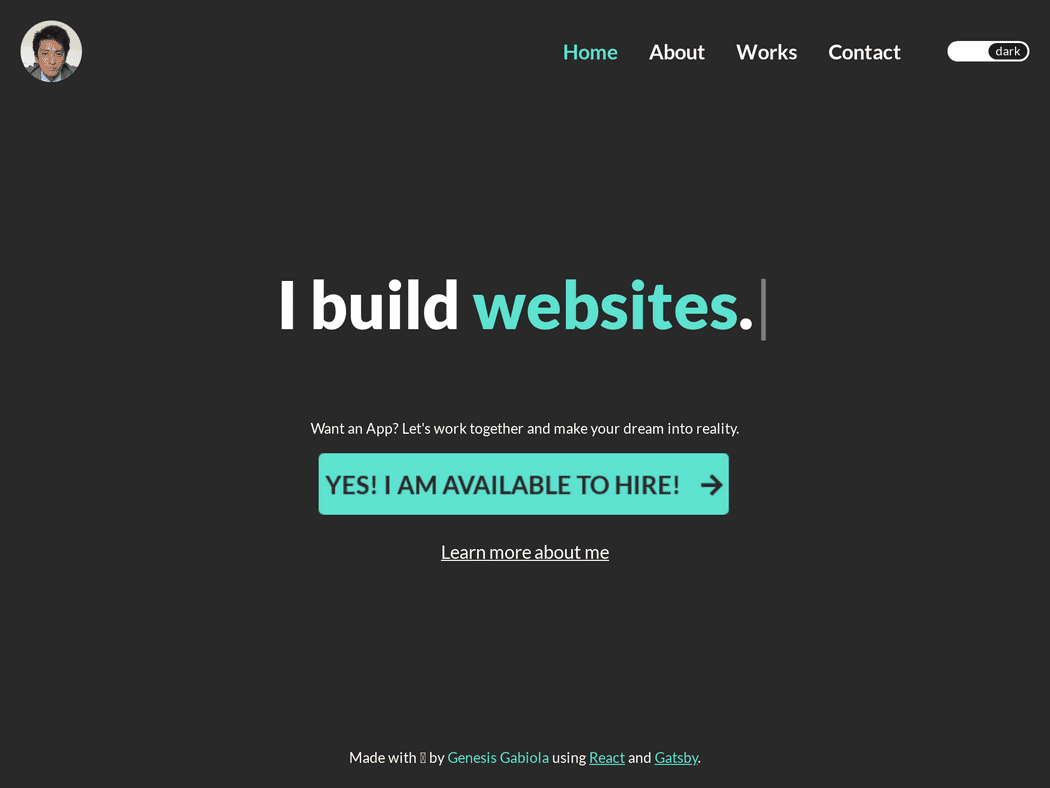 Home About Works Contact dark
I build websites.
Want an App? Let's work together and make your dream into reality.
YES! I AM AVAILABLE TO HIRE!
Learn more about me
Made with by Genesis Gabiola using React and Gatsby.